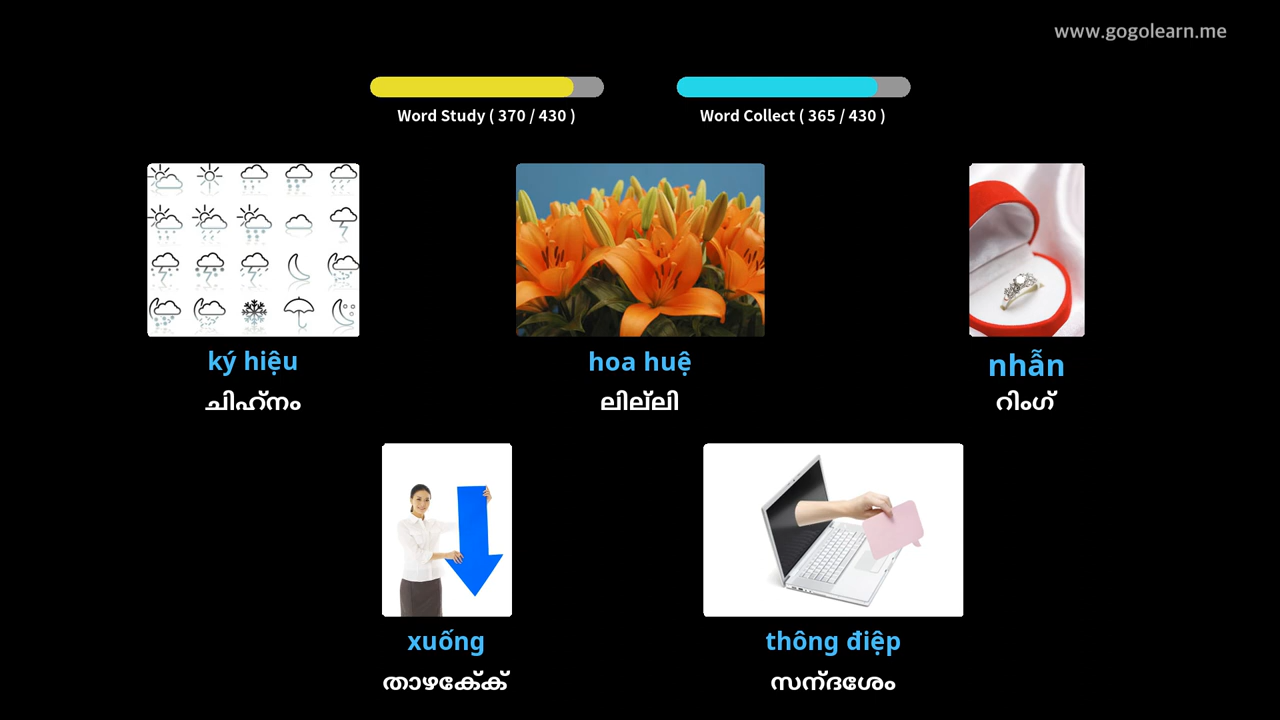 www.gogolearn.me
Word Study ( 370 / 430 )
Word Collect ( 365 / 430 )
ký hiệu
ചിഹ്നം
hoa huệ
ലില്ലി
nhẫn
റിംഗ്
xuống
താഴേക്ക്
thông điệp
സന്ദേശം